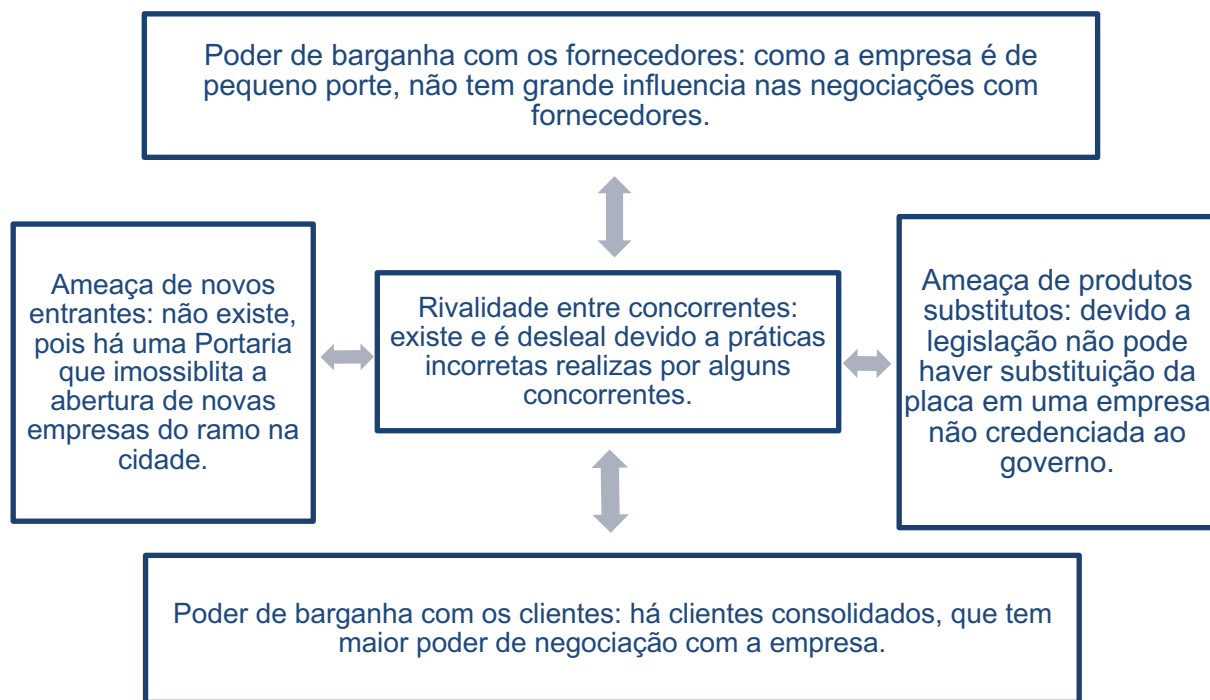 Poder de barganha com os fornecedores: como a empresa é de
pequeno porte, não tem grande influencia nas negociações com
fornecedores.
Ameaça de novos
entrantes: não existe,
pois há uma Portaria
que imossiblita a
abertura de novas
empresas do ramo na
cidade.
Rivalidade entre concorrentes:
existe e é desleal devido a práticas
incorretas realizas por alguns
concorrentes.
Ameaça de produtos
substitutos: devido a
legislação não pode
haver substituição da
placa em uma empresa
não credenciada ao
governo.
Poder de barganha com os clientes: há clientes consolidados, que tem
maior poder de negociação com a empresa.